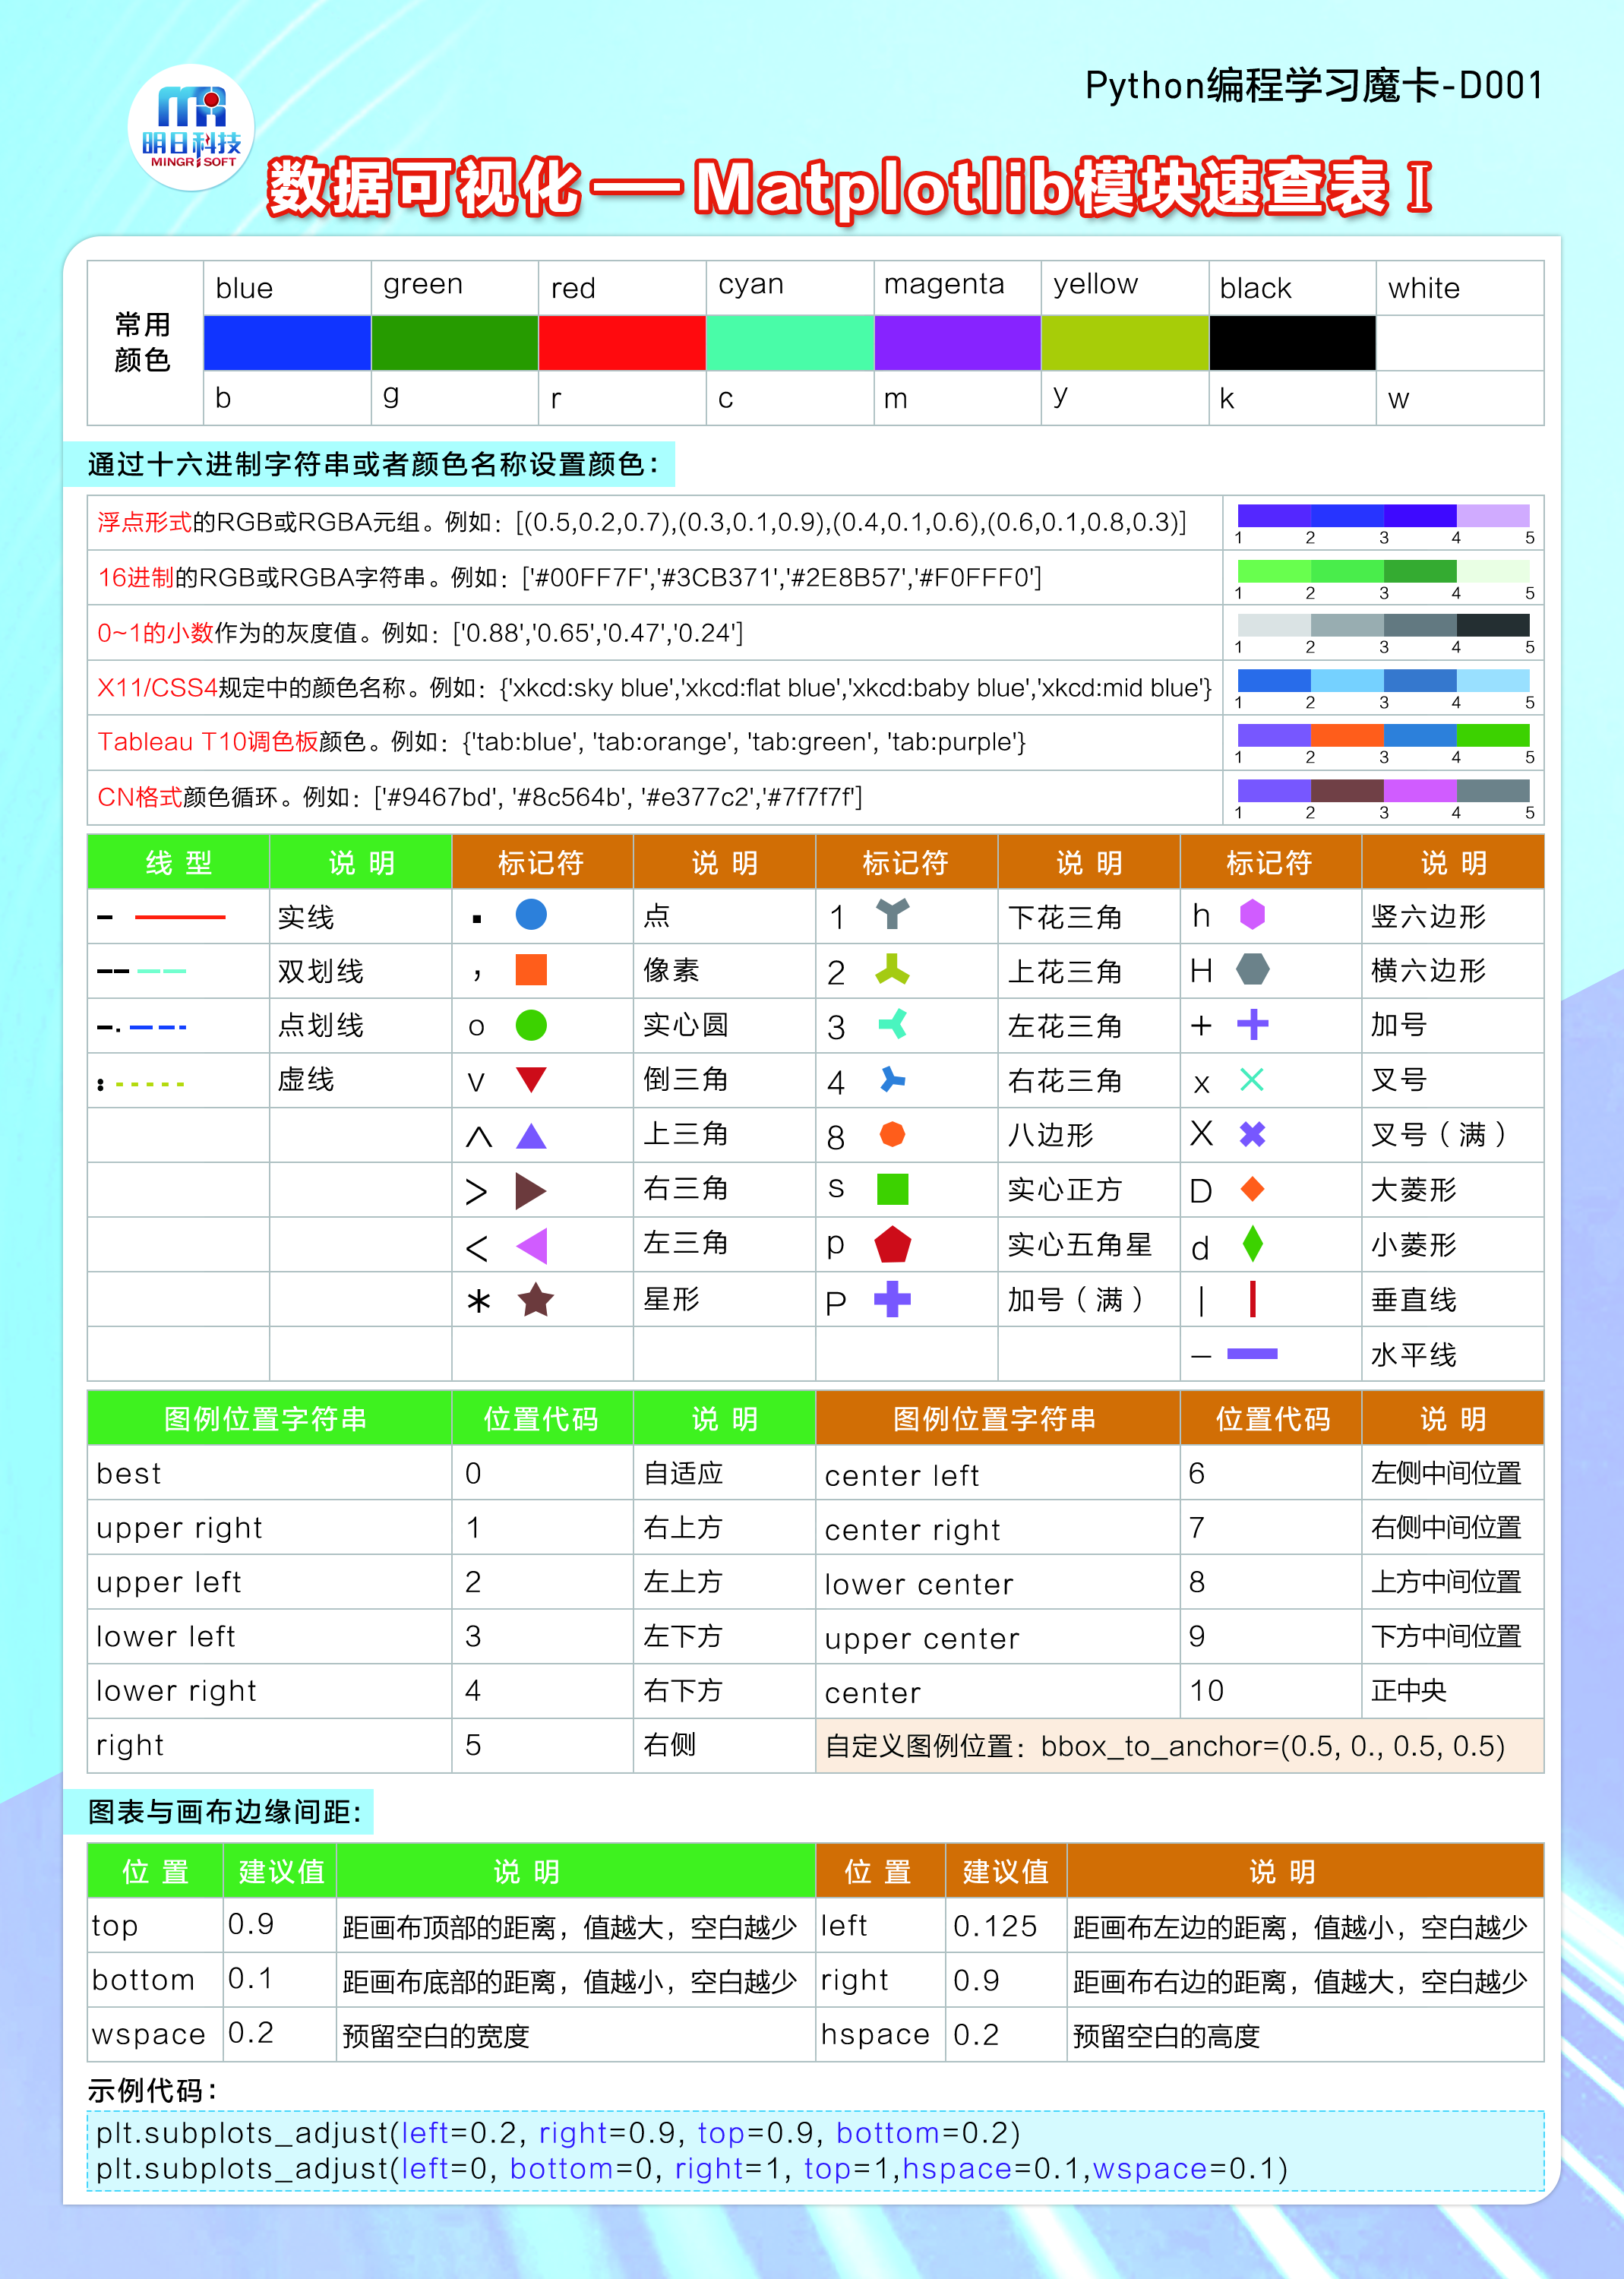 Python编程学习魔卡-D001
明日科技
MINGRISOFT
数据可视化——Matplotlib模块速查表 I
常用颜色 blue green red cyan magenta yellow black white
b g r c m y k w
通过十六进制字符串或者颜色名称设置颜色：
浮点形式的RGB或RGBA元组。例如：[(0.5,0.2,0.7),(0.3,0.1,0.9),(0.4,0.1,0.6),(0.6,0.1,0.8,0.3)] 1 2 3 4 5
16进制的RGB或RGBA字符串。例如：['#00FF7F','#3CB371','#2E8B57','#F0FFF0'] 1 2 3 4 5
0~1的小数作为的灰度值。例如：['0.88','0.65','0.47','0.24'] 1 2 3 4 5
X11/CSS4规定中的颜色名称。例如：{'xkcd:sky blue','xkcd:flat blue','xkcd:baby blue','xkcd:mid blue'} 1 2 3 4 5
Tableau T10调色板颜色。例如：{'tab:blue', 'tab:orange', 'tab:green', 'tab:purple'} 1 2 3 4 5
CN格式颜色循环。例如：['#9467bd', '#8c564b', '#e377c2','#7f7f7f'] 1 2 3 4 5
线 型 说 明 标记符 说 明 标记符 说 明 标记符 说 明
- 实线 . 点 1 下花三角 h 竖六边形
-- 双划线 , 像素 2 上花三角 H 横六边形
-. 点划线 o 实心圆 3 左花三角 + 加号
: 虚线 v 倒三角 4 右花三角 x 叉号
^ 上三角 8 八边形 X 叉号（满）
> 右三角 s 实心正方 D 大菱形
< 左三角 p 实心五角星 d 小菱形
* 星形 P 加号（满） | 垂直线
_ 水平线
图例位置字符串 位置代码 说 明 图例位置字符串 位置代码 说 明
best 0 自适应 center left 6 左侧中间位置
upper right 1 右上方 center right 7 右侧中间位置
upper left 2 左上方 lower center 8 上方中间位置
lower left 3 左下方 upper center 9 下方中间位置
lower right 4 右下方 center 10 正中央
right 5 右侧 自定义图例位置：bbox_to_anchor=(0.5, 0., 0.5, 0.5)
图表与画布边缘间距:
位 置 建议值 说 明 位 置 建议值 说 明
top 0.9 距画布顶部的距离，值越大，空白越少 left 0.125 距画布左边的距离，值越小，空白越少
bottom 0.1 距画布底部的距离，值越小，空白越少 right 0.9 距画布右边的距离，值越大，空白越少
wspace 0.2 预留空白的宽度 hspace 0.2 预留空白的高度
示例代码：
plt.subplots_adjust(left=0.2, right=0.9, top=0.9, bottom=0.2)
plt.subplots_adjust(left=0, bottom=0, right=1, top=1,hspace=0.1,wspace=0.1)